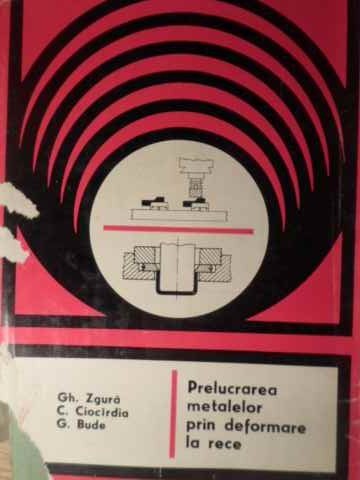 Gh. Zgură
C. Ciocîrdia
G. Bude
Prelucrarea
metalelor
prin deformare
la rece